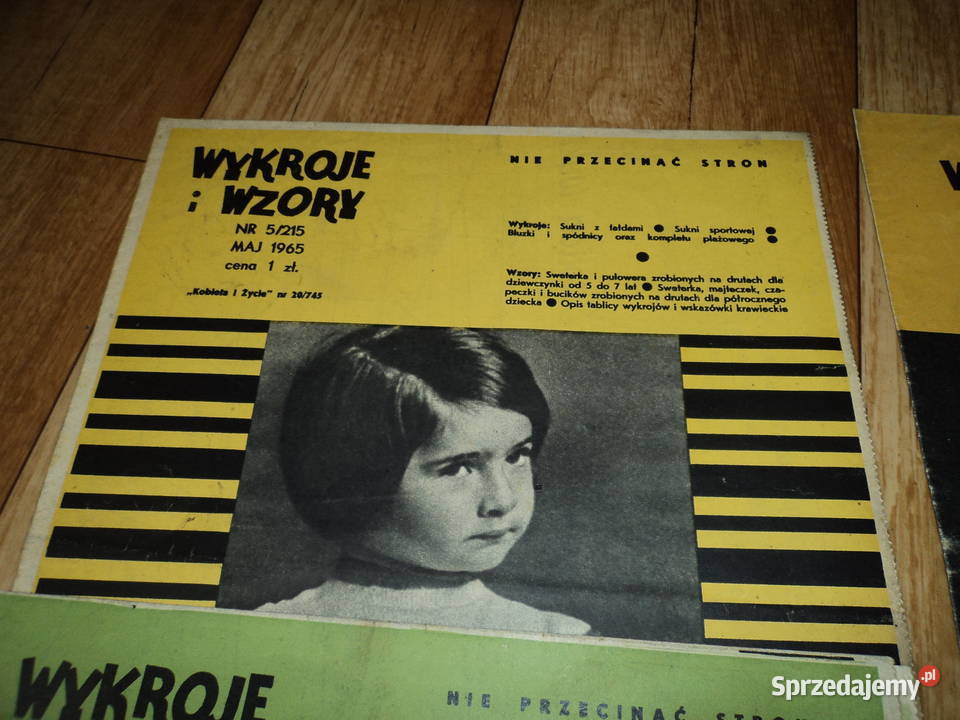 WYKROJE
i WZORY
NR 5/215
MAJ 1965
cena 1 zł.
„Kobieta i Życie" nr 20/745
NIE PRZECINAĆ STRON
Wykroje: Sukni z fałdami ● Sukni sportowej ●
Bluzki i spódnicy oraz kompletu plażowego ●
●
Wzory: Sweterka i pulowera zrobionych na drutach dla
dziewczynki od 5 do 7 lat ● Sweterka, majteczek, cza-
peczki i bucików zrobionych na drutach dla półrocznego
dziecka ● Opis tablicy wykrojów i wskazówki krawieckie
W
WYKROJE
NIE PRZECINAĆ STRON
Sprzedajemy.pl